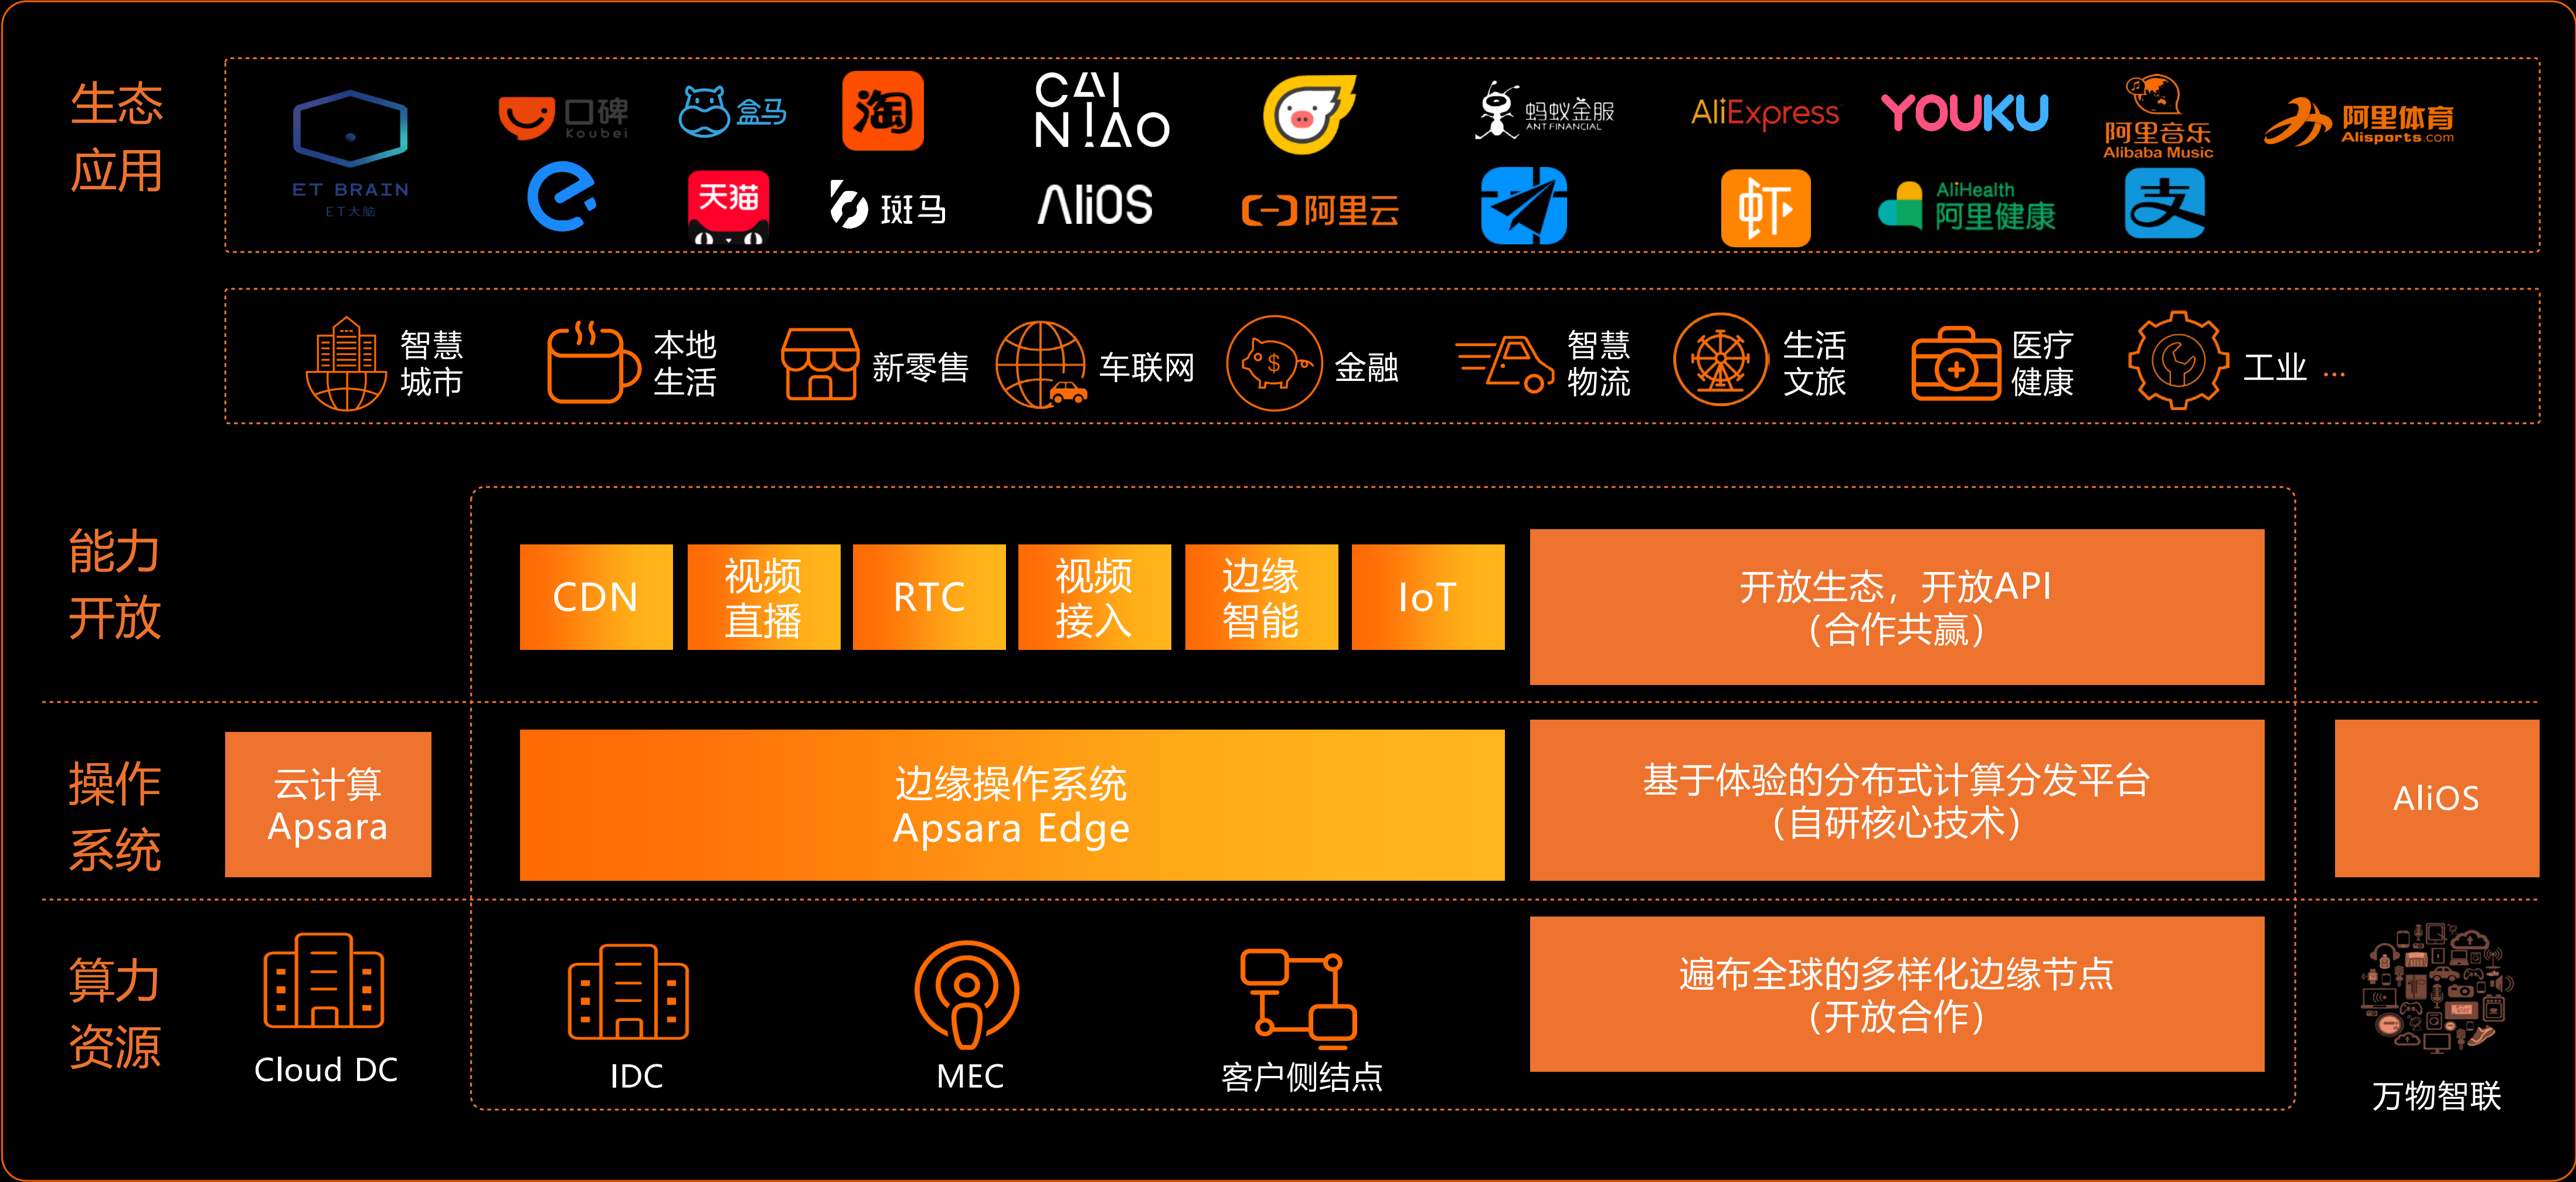 生态
应用
ET BRAIN
ET大脑
口碑
Koubei
盒马
淘
CAI
NIAO
蚂蚁金服
ANT FINANCIAL
AliExpress
YOUKU
阿里音乐
Alibaba Music
阿里体育
Alisports.com
天猫
斑马
AliOS
阿里云
虾
AliHealth
阿里健康
支
智慧
城市
本地
生活
新零售
车联网
金融
智慧
物流
生活
文旅
医疗
健康
工业 ...
能力
开放
CDN
视频
直播
RTC
视频
接入
边缘
智能
IoT
开放生态，开放API
（合作共赢）
操作
系统
云计算
Apsara
边缘操作系统
Apsara Edge
基于体验的分布式计算分发平台
（自研核心技术）
AliOS
算力
资源
Cloud DC
IDC
MEC
客户侧结点
遍布全球的多样化边缘节点
（开放合作）
万物智联